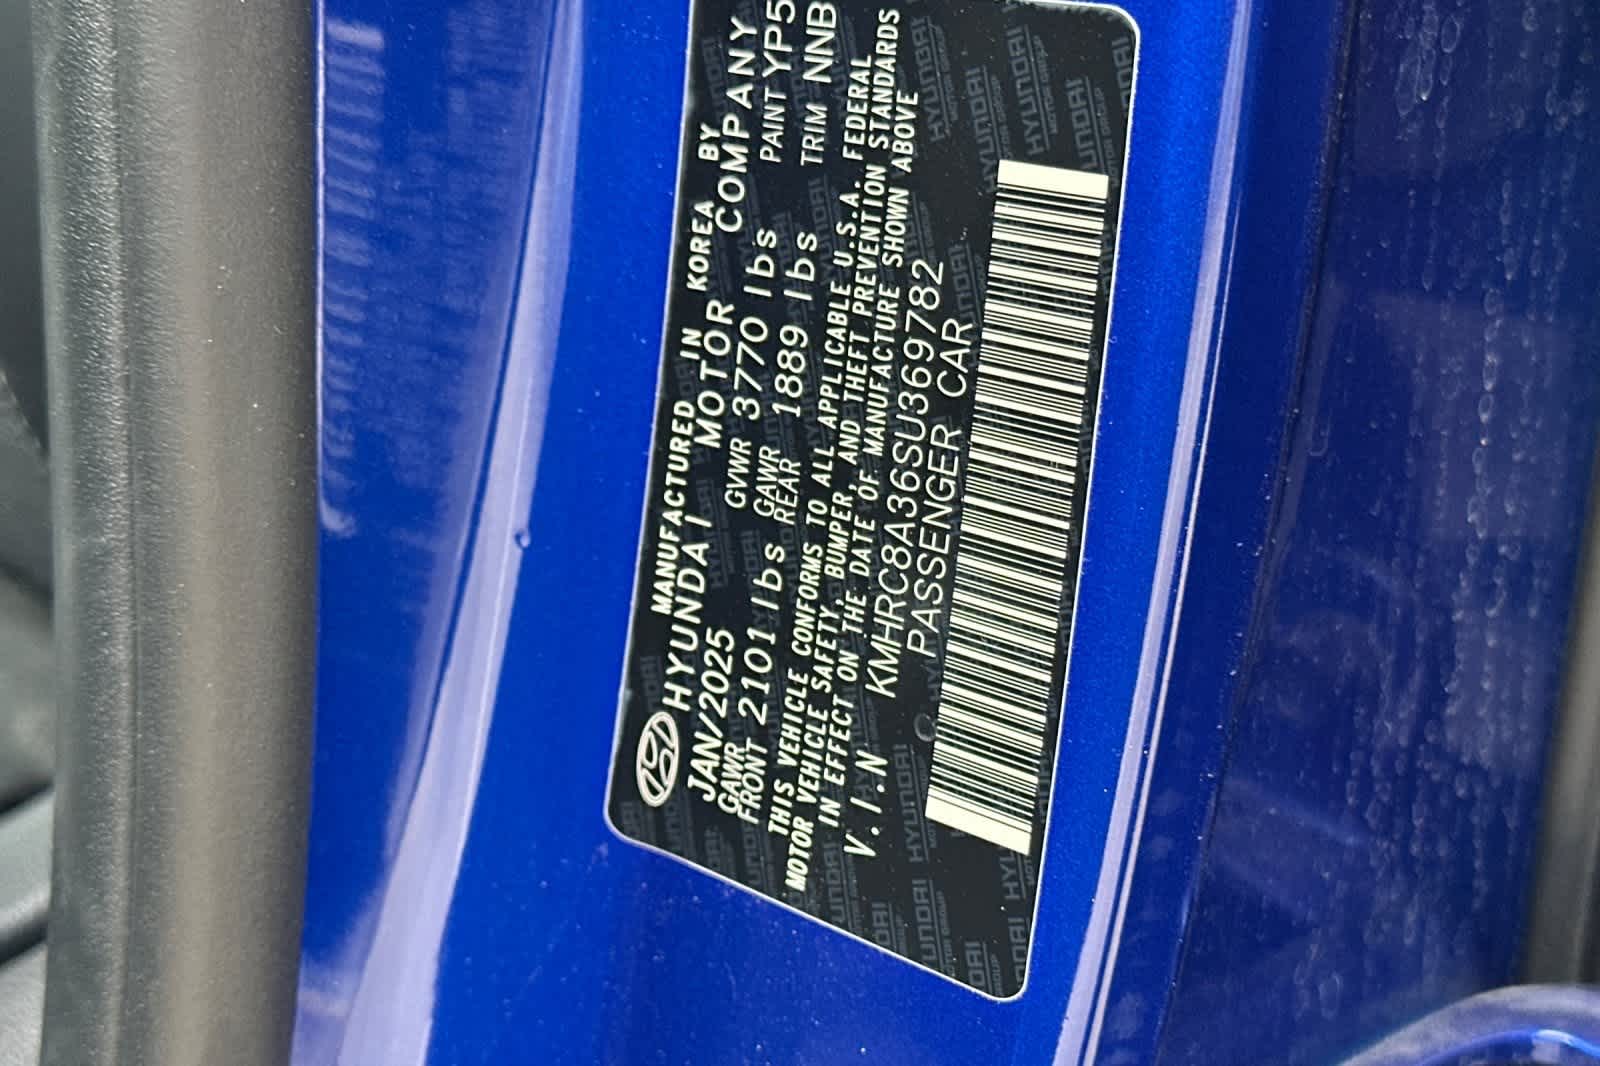 MANUFACTURED IN KOREA BY
HYUNDAI MOTOR COMPANY
JAN/2025 GVWR 3770 lbs PAINT YP5
GAWR FRONT 2101 lbs GAWR REAR 1889 lbs TRIM NNB
THIS VEHICLE CONFORMS TO ALL APPLICABLE U.S.A. FEDERAL
MOTOR VEHICLE SAFETY, BUMPER, AND THEFT PREVENTION STANDARDS
IN EFFECT ON THE DATE OF MANUFACTURE SHOWN ABOVE
V.I.N KMHRC8A36SU369782
PASSENGER CAR